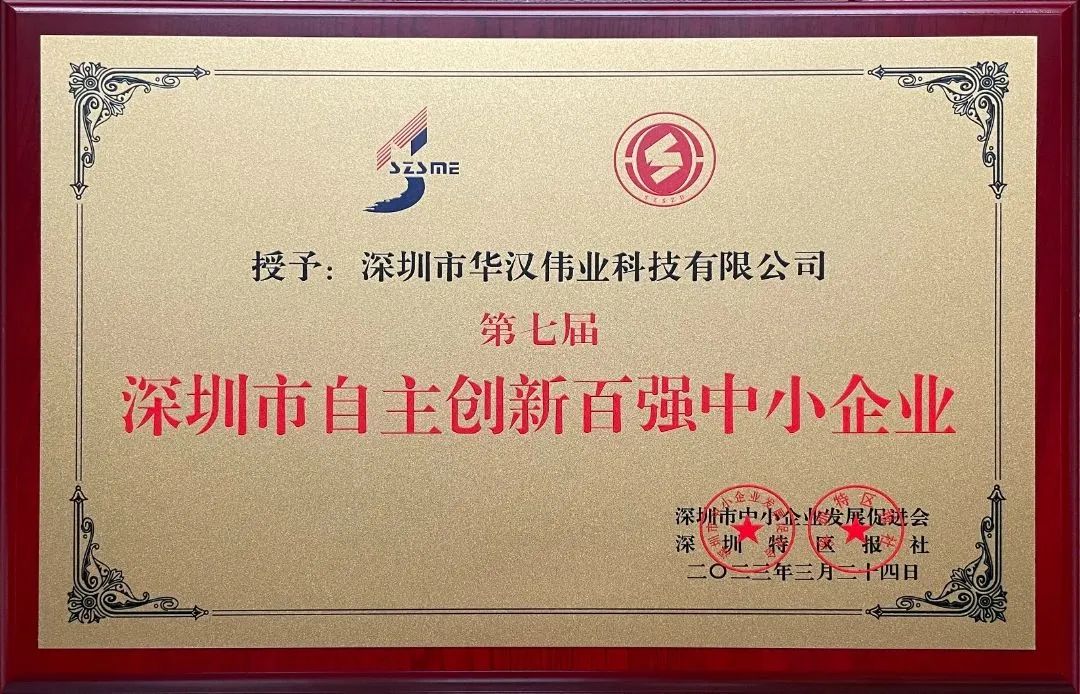 SZSME
SZSZD
授予：深圳市华汉伟业科技有限公司
第七届
深圳市自主创新百强中小企业
深圳市中小企业发展促进会
深圳特区报社
二〇二三年三月二十四日